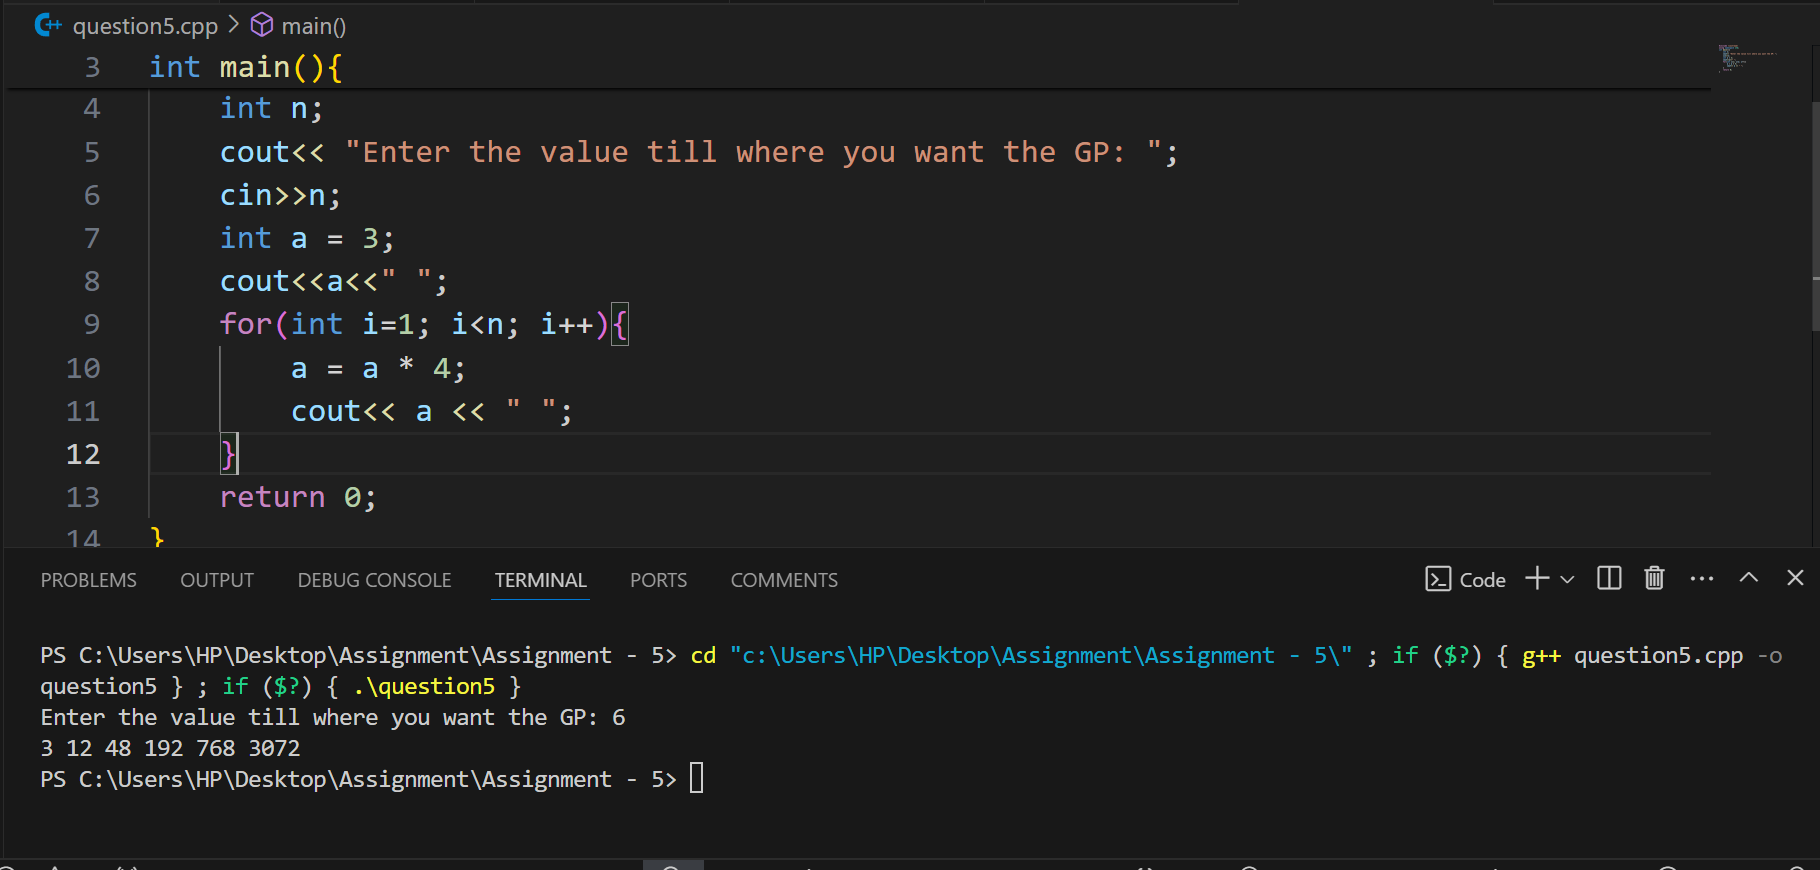 question5.cpp > main()
3 int main(){
4 int n;
5 cout<< "Enter the value till where you want the GP: ";
6 cin>>n;
7 int a = 3;
8 cout<<a<<" ";
9 for(int i=1; i<n; i++){
10 a = a * 4;
11 cout<< a << " ";
12 }
13 return 0;
14 }
PROBLEMS OUTPUT DEBUG CONSOLE TERMINAL PORTS COMMENTS Code
PS C:\Users\HP\Desktop\Assignment\Assignment - 5> cd "c:\Users\HP\Desktop\Assignment\Assignment - 5\" ; if ($?) { g++ question5.cpp -o
question5 } ; if ($?) { .\question5 }
Enter the value till where you want the GP: 6
3 12 48 192 768 3072
PS C:\Users\HP\Desktop\Assignment\Assignment - 5>